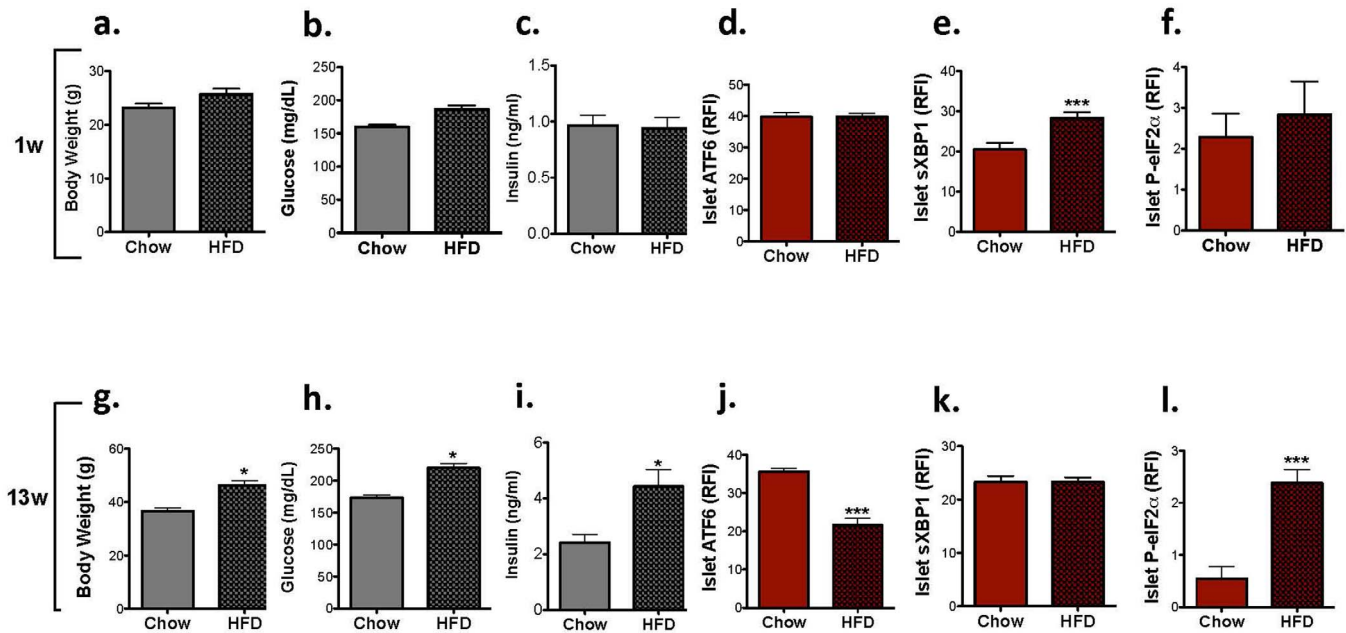 a.
b.
c.
d.
e.
f.
1w
Body Weight (g)
30
20
10
0
Chow HFD
Glucose (mg/dL)
250
200
150
100
50
0
Chow HFD
Insulin (ng/ml)
1.5
1.0
0.5
0.0
Chow HFD
Islet ATF6 (RFI)
50
40
30
20
10
0
Chow HFD
Islet sXBP1 (RFI)
40
30
20
10
0
***
Chow HFD
Islet P-eIF2α (RFI)
4
3
2
1
0
Chow HFD
g.
h.
i.
j.
k.
l.
13w
Body Weight (g)
60
40
20
0
*
Chow HFD
Glucose (mg/dL)
250
200
150
100
50
0
*
Chow HFD
Insulin (ng/ml)
6
4
2
0
*
Chow HFD
Islet ATF6 (RFI)
40
30
20
10
0
***
Chow HFD
Islet sXBP1 (RFI)
30
20
10
0
Chow HFD
Islet P-eIF2α (RFI)
3
2
1
0
***
Chow HFD